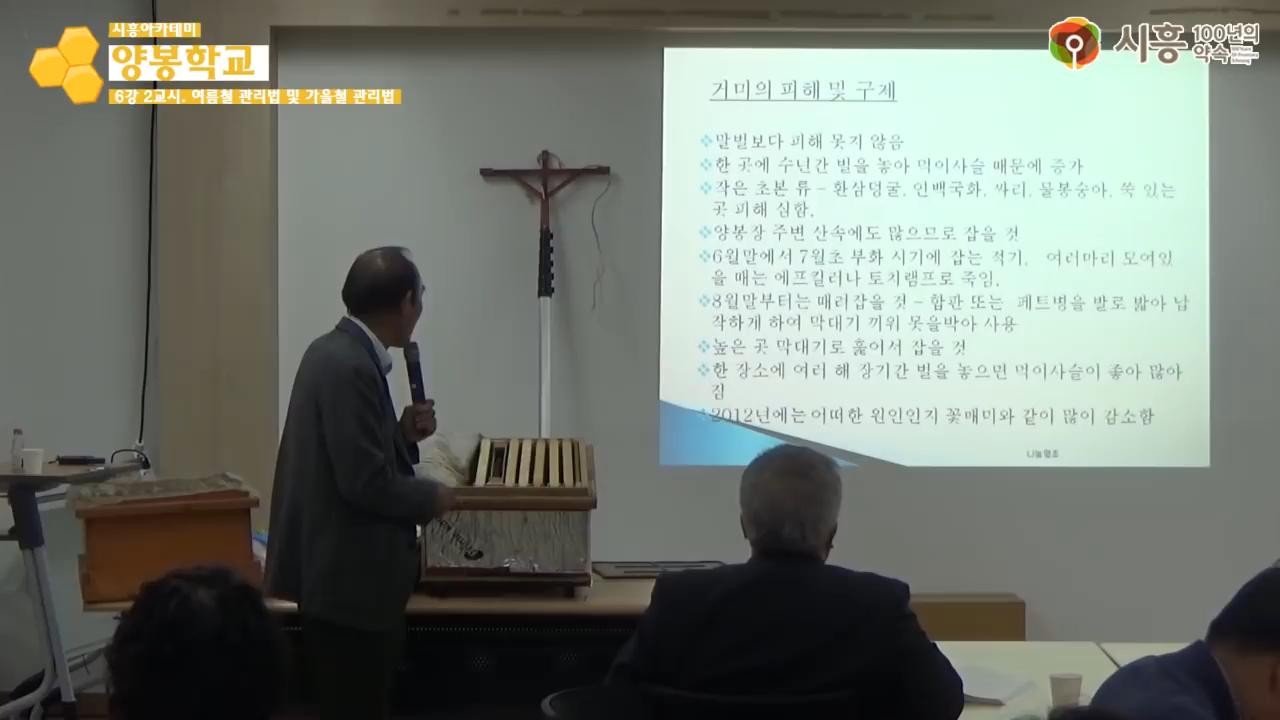 시흥아카데미
양봉학교
6강 2교시. 여름철 관리법 및 가을철 관리법
시흥 100년의 약속
거미의 피해 및 구제
말벌보다 피해 못지 않음
한 곳에 수년간 벌을 놓아 먹이사슬 때문에 증가
작은 초본 류 – 환삼덩굴, 인백국화, 싸리, 물봉숭아, 쑥 있는
곳 피해 심함.
양봉장 주변 산속에도 많으므로 잡을 것
6월말에서 7월초 부화 시기에 잡는 적기. 여러마리 모여있
을 때는 에프킬러나 토치램프로 죽임.
8월말부터는 때려잡을 것 – 합판 또는 페트병을 발로 밟아 납
작하게 하여 막대기 끼워 못을박아 사용
높은 곳 막대기로 훑어서 잡을 것
한 장소에 여러 해 장기간 벌을 놓으면 먹이사슬이 좋아 많아
짐
2012년에는 어떠한 원인인지 꽃매미와 같이 많이 감소함